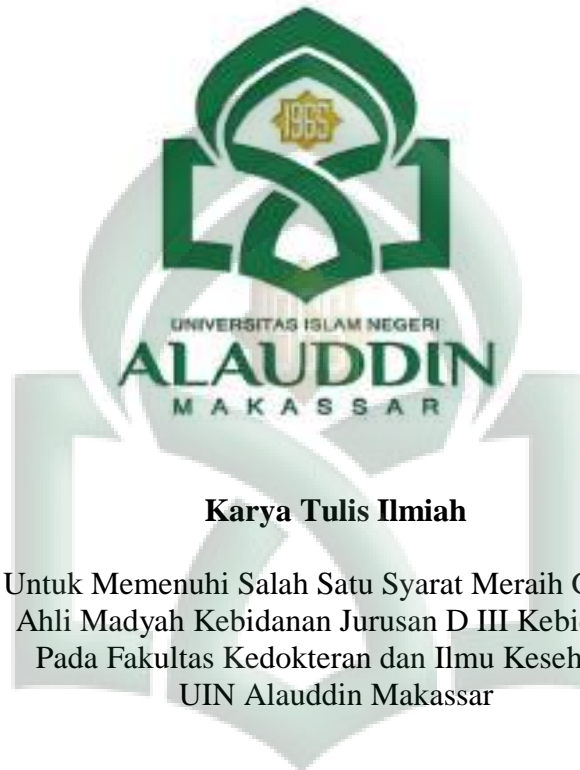 1965
UNIVERSITAS ISLAM NEGERI
ALAUDDIN
MAKASSAR
Karya Tulis Ilmiah
Untuk Memenuhi Salah Satu Syarat Meraih
Ahli Madyah Kebidanan Jurusan D III
Pada Fakultas Kedokteran dan Ilmu
UIN Alauddin Makassar